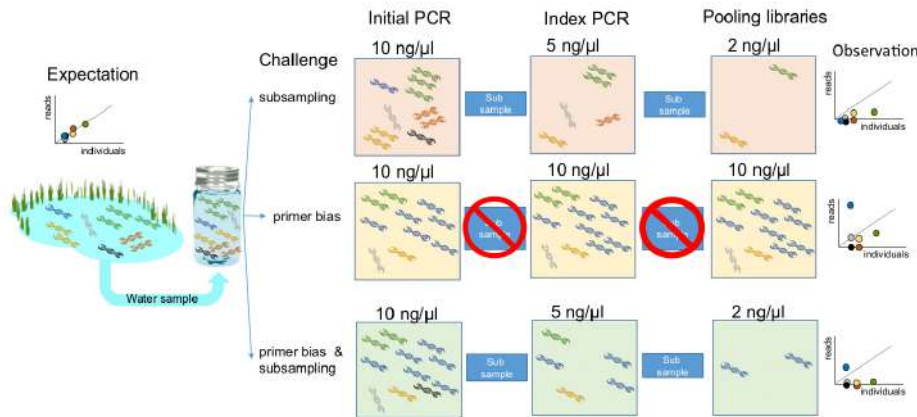 Initial PCR
Index PCR
Pooling libraries
10 ng/µl
5 ng/µl
2 ng/µl
Observation
Expectation
Challenge
subsampling
Sub
sample
Sub
sample
reads
individuals
reads
individuals
10 ng/µl
10 ng/µl
10 ng/µl
primer bias
Sub
sample
Sub
sample
reads
individuals
Water sample
10 ng/µl
5 ng/µl
2 ng/µl
primer bias &
subsampling
Sub
sample
Sub
sample
reads
individuals